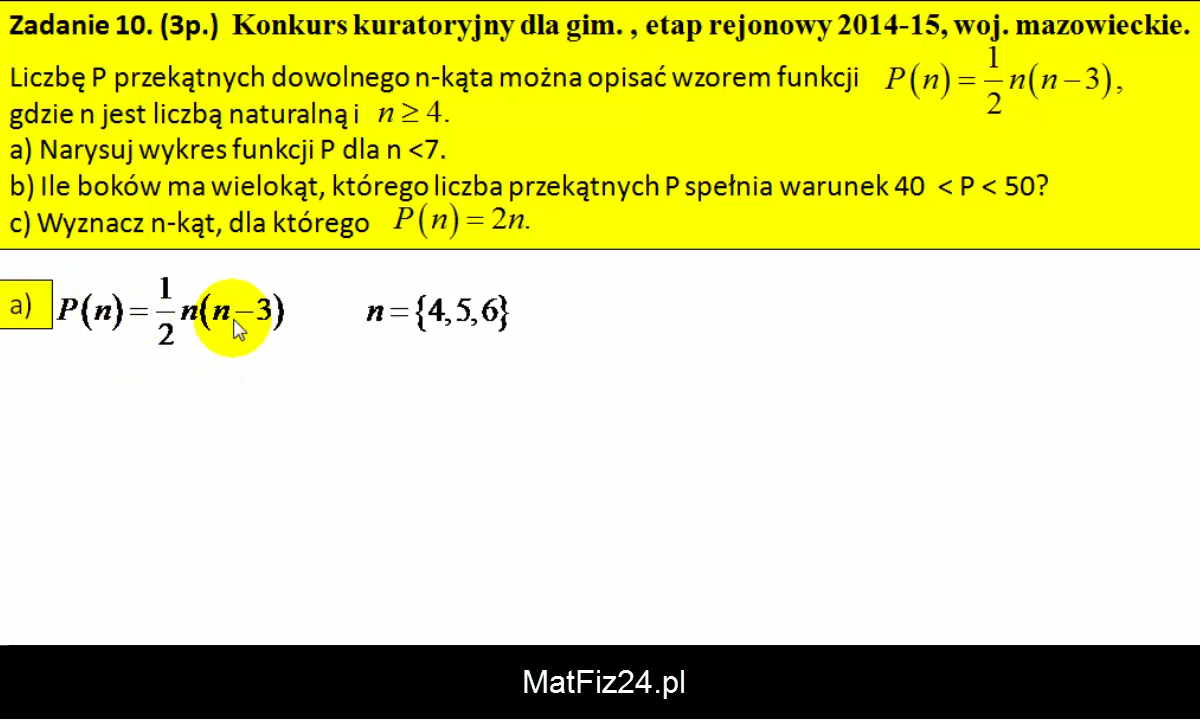 Zadanie 10. (3p.) Konkurs kuratoryjny dla gim. , etap rejonowy 2014-15, woj. mazowieckie.
Liczbę P przekątnych dowolnego n-kąta można opisać wzorem funkcji P(n) = 1/2 n(n−3),
gdzie n jest liczbą naturalną i n ≥ 4.
a) Narysuj wykres funkcji P dla n <7.
b) Ile boków ma wielokąt, którego liczba przekątnych P spełnia warunek 40 < P < 50?
c) Wyznacz n-kąt, dla którego P(n) = 2n.
a) P(n) = 1/2 n(n−3) n = {4,5,6}
MatFiz24.pl